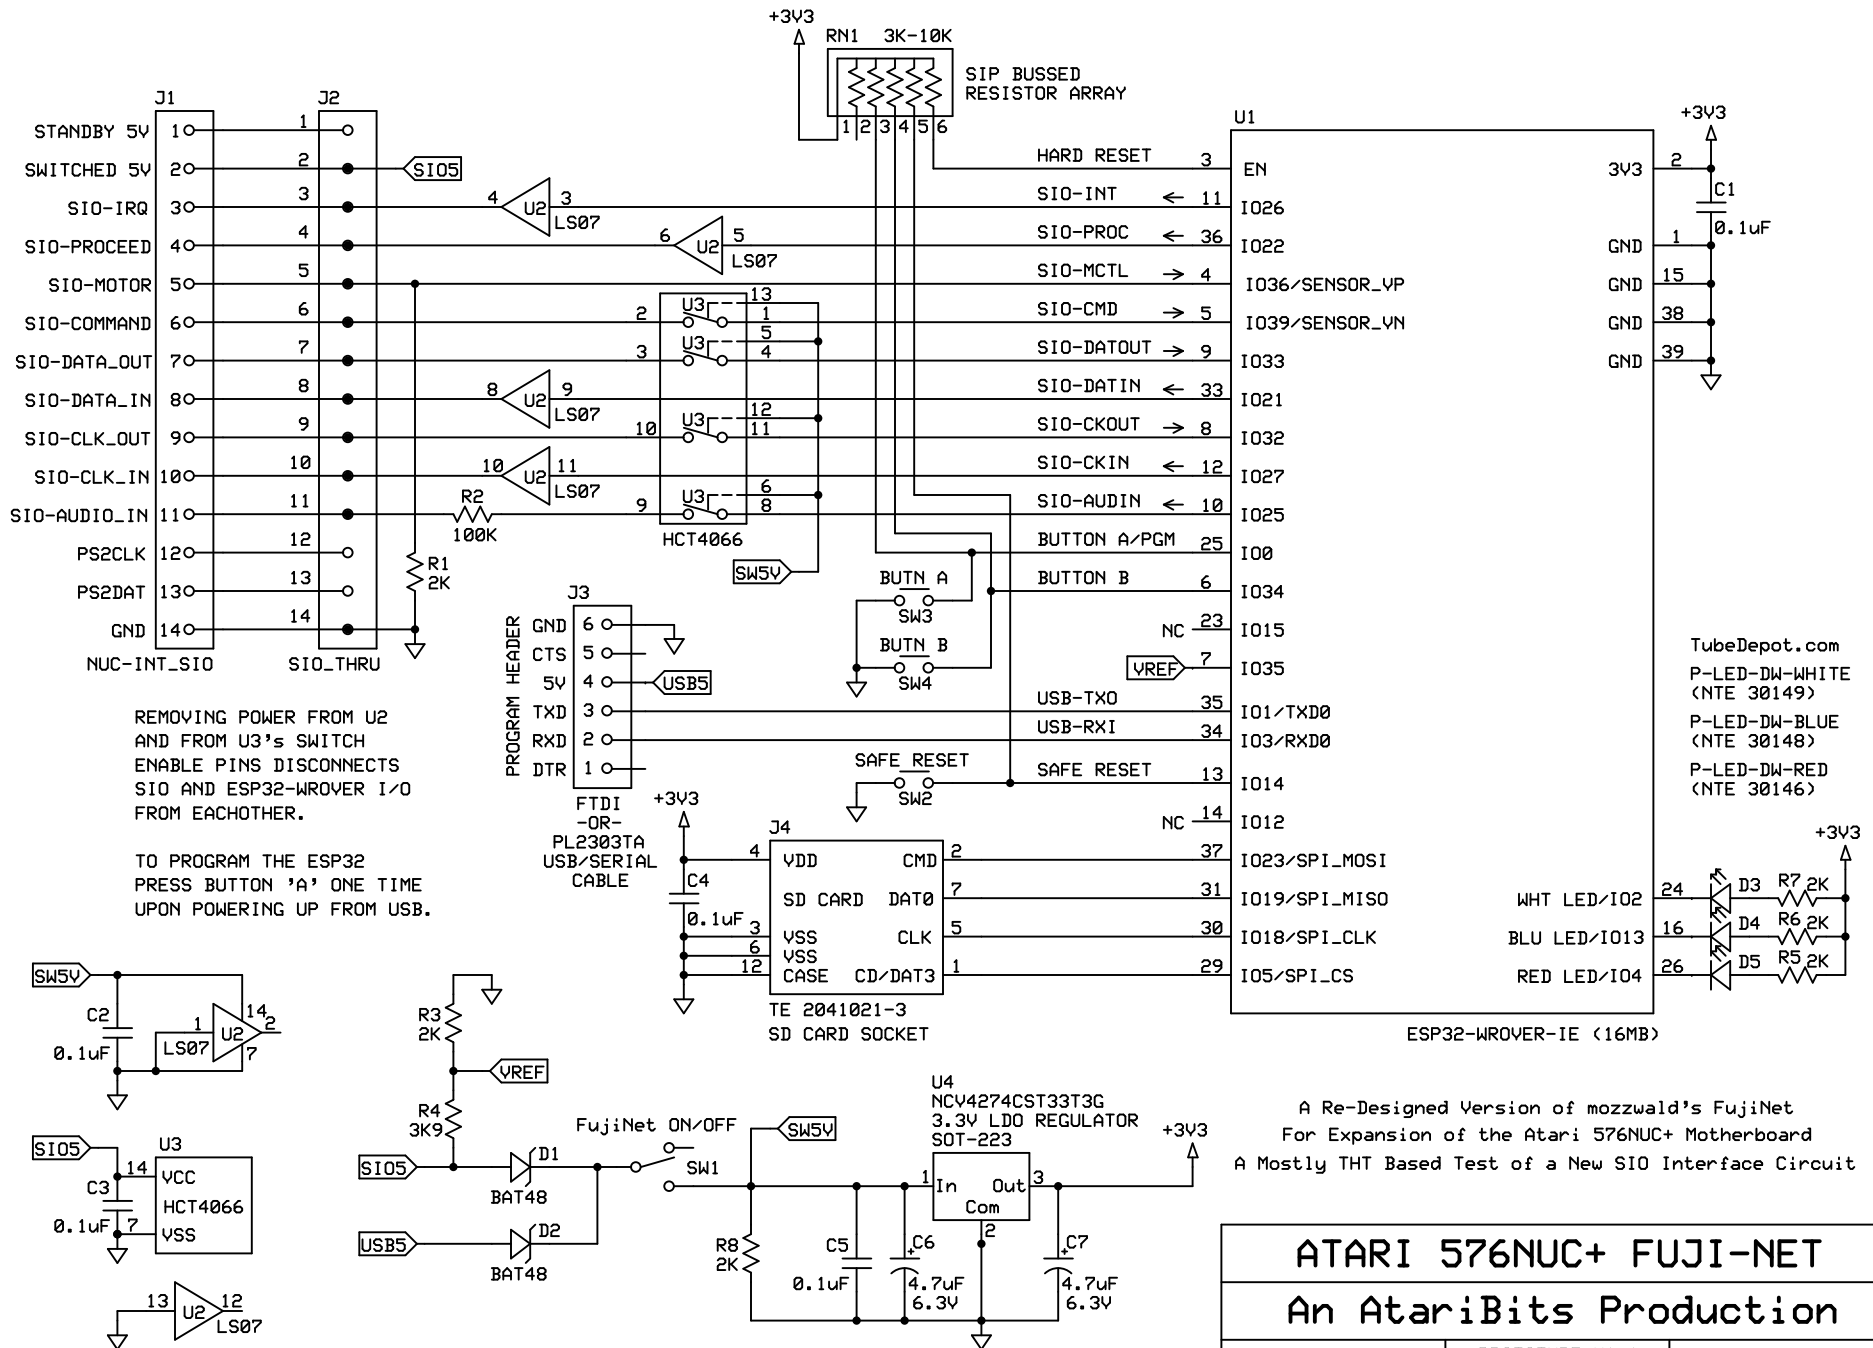 +3V3
RN1 3K-10K
SIP BUSSED
RESISTOR ARRAY
1 2 3 4 5 6
J1
J2
STANDBY 5V 1 1
SWITCHED 5V 2 2 SIO5
SIO-IRQ 3 3 4 U2 3 LS07
SIO-PROCEED 4 4 6 U2 5 LS07
SIO-MOTOR 5 5
SIO-COMMAND 6 6 2 U3 13 1
SIO-DATA_OUT 7 7 3 U3 5 4
SIO-DATA_IN 8 8 8 U2 9 LS07
SIO-CLK_OUT 9 9 10 U3 12 11
SIO-CLK_IN 10 10 10 U2 11 LS07
SIO-AUDIO_IN 11 11 R2 100K 9 U3 6 8
HCT4066
PS2CLK 12 12
PS2DAT 13 13
GND 14 14
R1
2K
SW5V
NUC-INT_SIO
SIO_THRU
U1
HARD RESET 3 EN
SIO-INT ← 11 IO26
SIO-PROC ← 36 IO22
SIO-MCTL → 4 IO36/SENSOR_VP
SIO-CMD → 5 IO39/SENSOR_VN
SIO-DATOUT → 9 IO33
SIO-DATIN ← 33 IO21
SIO-CKOUT → 8 IO32
SIO-CKIN ← 12 IO27
SIO-AUDIN ← 10 IO25
BUTTON A/PGM 25 IO0
BUTTON B 6 IO34
NC 23 IO15
VREF 7 IO35
USB-TXO 35 IO1/TXD0
USB-RXI 34 IO3/RXD0
SAFE RESET 13 IO14
NC 14 IO12
37 IO23/SPI_MOSI
31 IO19/SPI_MISO
30 IO18/SPI_CLK
29 IO5/SPI_CS
+3V3
3V3 2
C1
0.1uF
GND 1
GND 15
GND 38
GND 39
BUTN A
SW3
BUTN B
SW4
SAFE RESET
SW2
J3
PROGRAM HEADER
GND 6
CTS 5
5V 4 USB5
TXD 3
RXD 2
DTR 1
FTDI
-OR-
PL2303TA
USB/SERIAL
CABLE
TubeDepot.com
P-LED-DW-WHITE
(NTE 30149)
P-LED-DW-BLUE
(NTE 30148)
P-LED-DW-RED
(NTE 30146)
REMOVING POWER FROM U2
AND FROM U3's SWITCH
ENABLE PINS DISCONNECTS
SIO AND ESP32-WROVER I/O
FROM EACHOTHER.
TO PROGRAM THE ESP32
PRESS BUTTON 'A' ONE TIME
UPON POWERING UP FROM USB.
+3V3
C4
0.1uF
J4
4 VDD CMD 2
SD CARD DAT0 7
3 VSS CLK 5
6 VSS
12 CASE CD/DAT3 1
TE 2041021-3
SD CARD SOCKET
+3V3
WHT LED/IO2 24 D3 R7 2K
BLU LED/IO13 16 D4 R6 2K
RED LED/IO4 26 D5 R5 2K
ESP32-WROVER-IE (16MB)
SW5V
C2
0.1uF
1 U2 14 2
LS07 7
SIO5
U3
14 VCC
C3
HCT4066
0.1uF 7 VSS
13 U2 12
LS07
R3
2K
VREF
R4
3K9
SIO5 D1
BAT48
USB5 D2
BAT48
FujiNet ON/OFF
SW1
SW5V
R8
2K
C5
0.1uF
C6
+
4.7uF
6.3V
U4
NCV4274CST33T3G
3.3V LDO REGULATOR
SOT-223
1 In Out 3
Com
2
+3V3
C7
+
4.7uF
6.3V
A Re-Designed Version of mozzwald's FujiNet
For Expansion of the Atari 576NUC+ Motherboard
A Mostly THT Based Test of a New SIO Interface Circuit
ATARI 576NUC+ FUJI-NET
An AtariBits Production